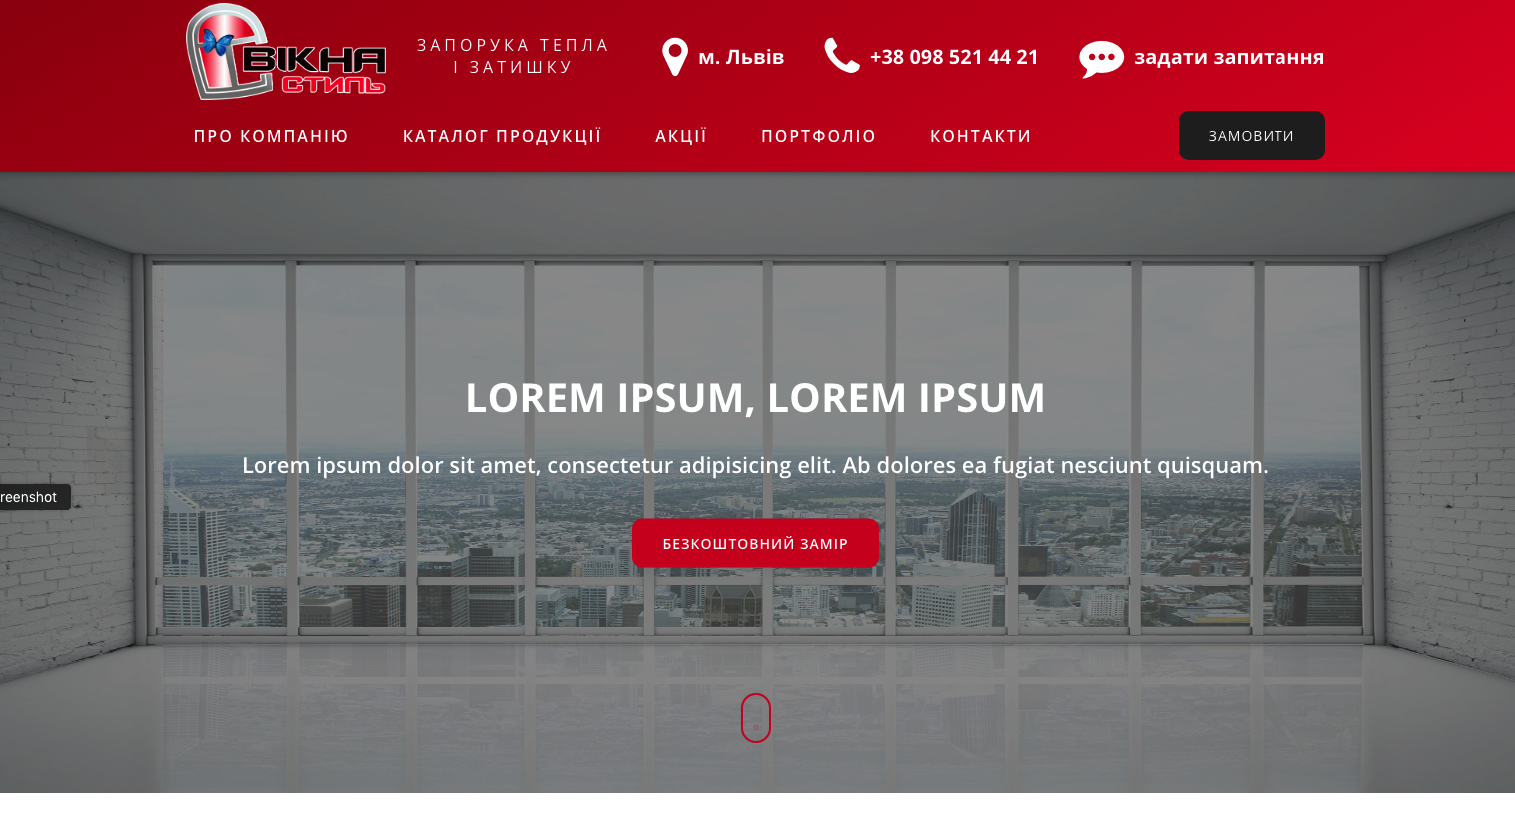 ВІКНА
СТИЛЬ
ЗАПОРУКА ТЕПЛА
І ЗАТИШКУ
м. Львів
+38 098 521 44 21
задати запитання
ПРО КОМПАНІЮ
КАТАЛОГ ПРОДУКЦІЇ
АКЦІЇ
ПОРТФОЛІО
КОНТАКТИ
ЗАМОВИТИ
LOREM IPSUM, LOREM IPSUM
Lorem ipsum dolor sit amet, consectetur adipisicing elit. Ab dolores ea fugiat nesciunt quisquam.
reenshot
БЕЗКОШТОВНИЙ ЗАМІР